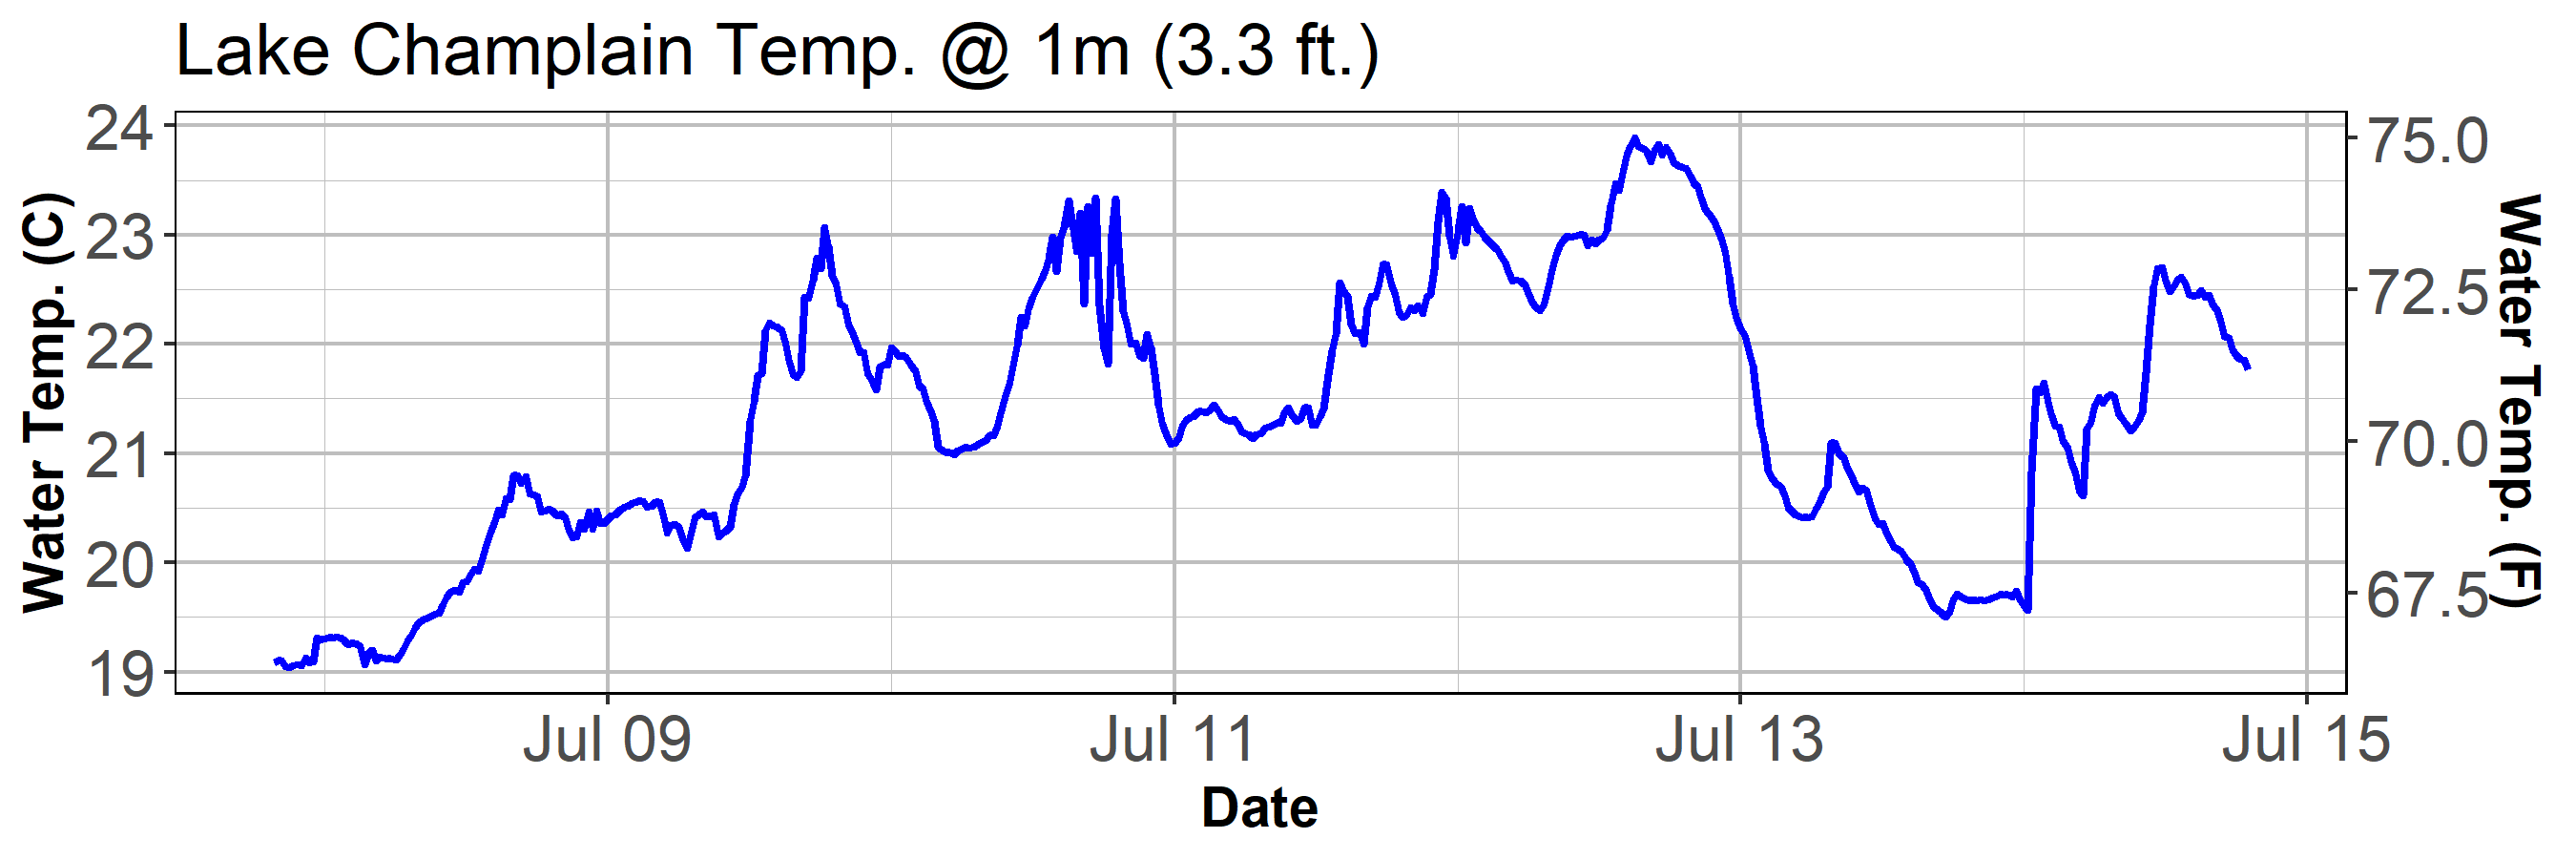 Lake Champlain Temp. @ 1m (3.3 ft.)
Water Temp. (C)
24
23
22
21
20
19
75.0
72.5
70.0
67.5
Water Temp. (F)
Jul 09
Jul 11
Jul 13
Jul 15
Date